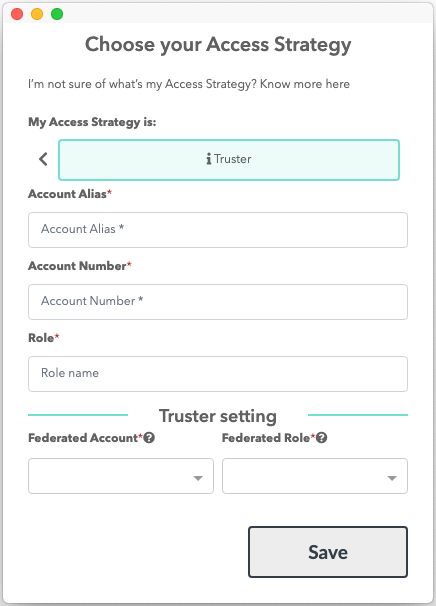 Choose your Access Strategy
I'm not sure of what's my Access Strategy? Know more here
My Access Strategy is:
Truster
Account Alias*
Account Alias *
Account Number*
Account Number *
Role*
Role name
Truster setting
Federated Account* Federated Role*
Save